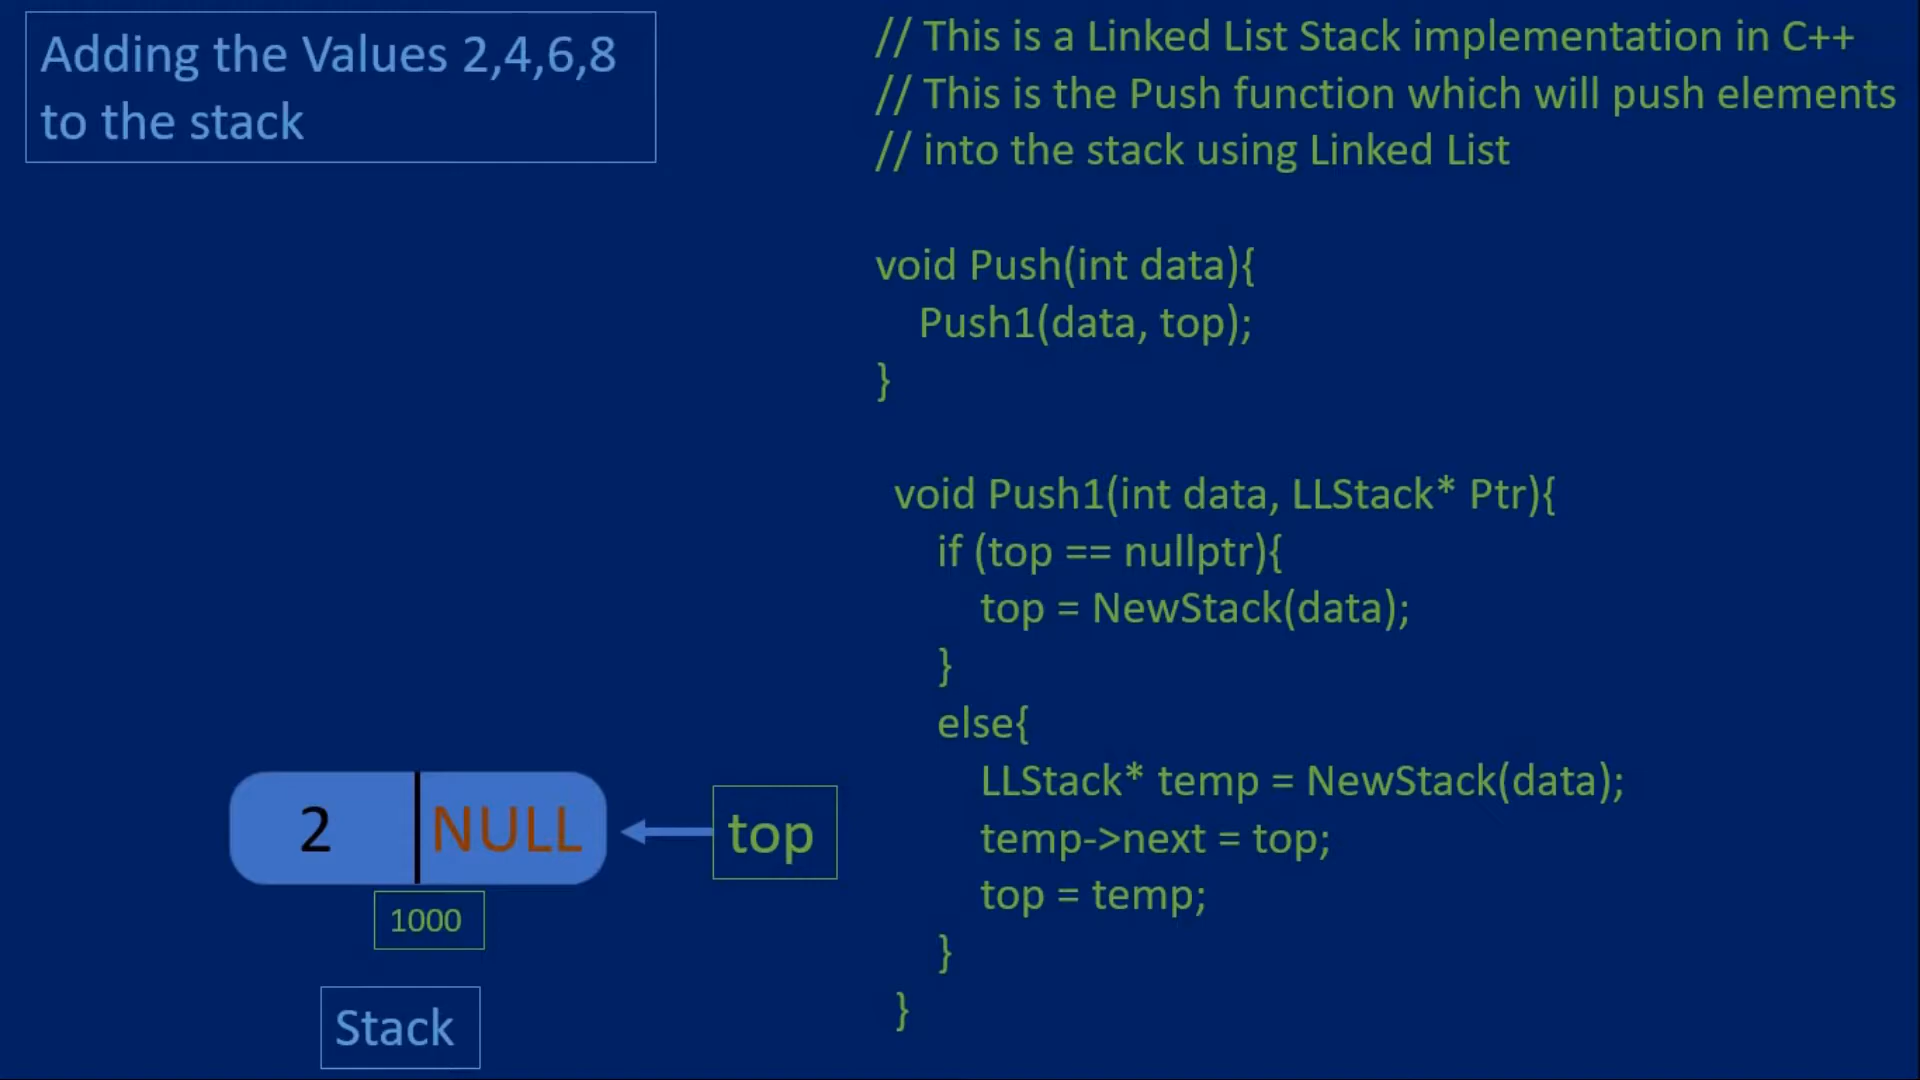 Adding the Values 2,4,6,8
to the stack
// This is a Linked List Stack implementation in C++
// This is the Push function which will push elements
// into the stack using Linked List
void Push(int data){
Push1(data, top);
}
void Push1(int data, LLStack* Ptr){
if (top == nullptr){
top = NewStack(data);
}
else{
LLStack* temp = NewStack(data);
temp->next = top;
top = temp;
}
}
2 NULL
top
1000
Stack